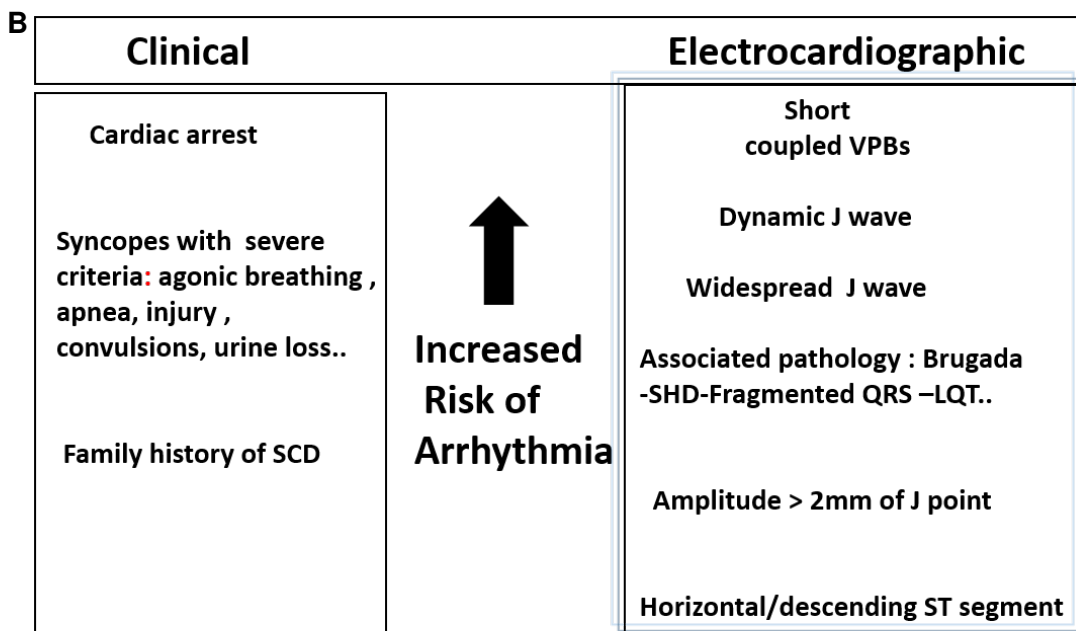 B
Clinical
Electrocardiographic
Cardiac arrest
Syncopes with severe
criteria: agonic breathing ,
apnea, injury ,
convulsions, urine loss..
Family history of SCD
Increased
Risk of
Arrhythmia
Short
coupled VPBs
Dynamic J wave
Widespread J wave
Associated pathology : Brugada
-SHD-Fragmented QRS –LQT..
Amplitude > 2mm of J point
Horizontal/descending ST segment